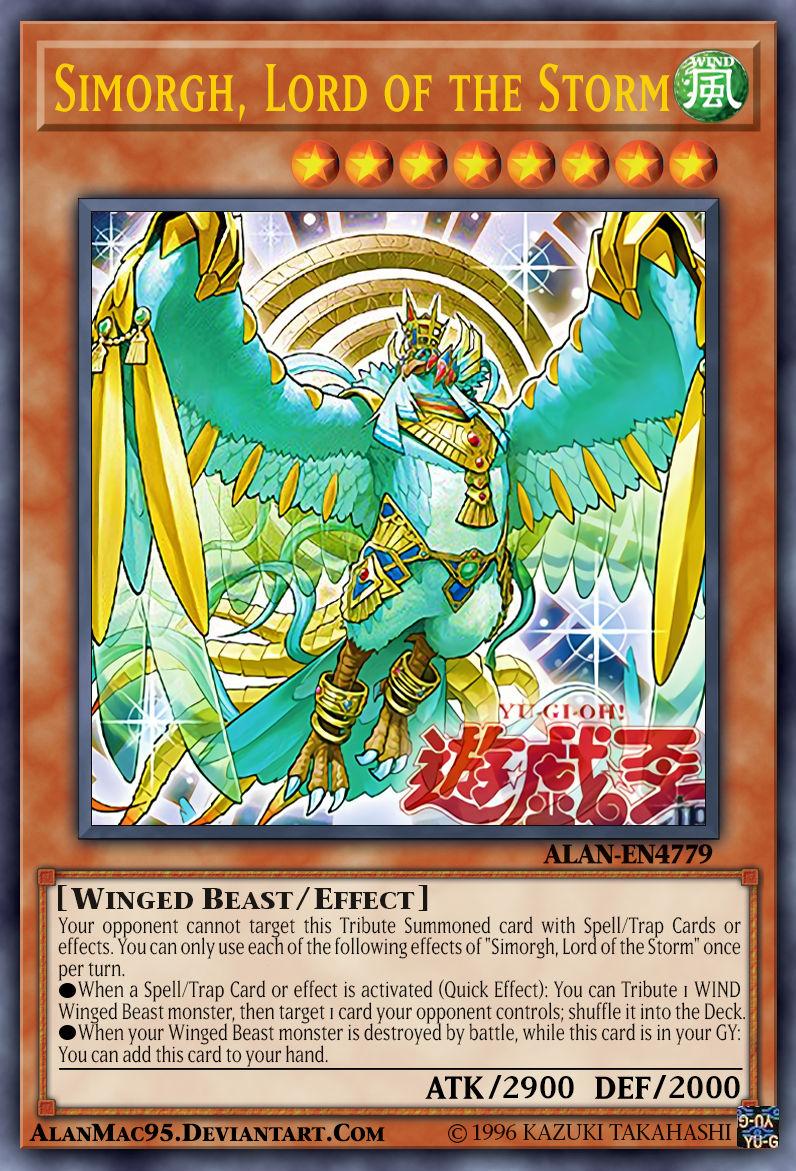 Simorgh, Lord of the Storm
WIND
風
YU-GI-OH!
遊戯王
ALAN-EN4779
[Winged Beast/Effect]
Your opponent cannot target this Tribute Summoned card with Spell/Trap Cards or
effects. You can only use each of the following effects of "Simorgh, Lord of the Storm" once
per turn.
●When a Spell/Trap Card or effect is activated (Quick Effect): You can Tribute 1 WIND
Winged Beast monster, then target 1 card your opponent controls; shuffle it into the Deck.
●When your Winged Beast monster is destroyed by battle, while this card is in your GY:
You can add this card to your hand.
ATK/2900 DEF/2000
AlanMac95.Deviantart.Com
© 1996 KAZUKI TAKAHASHI